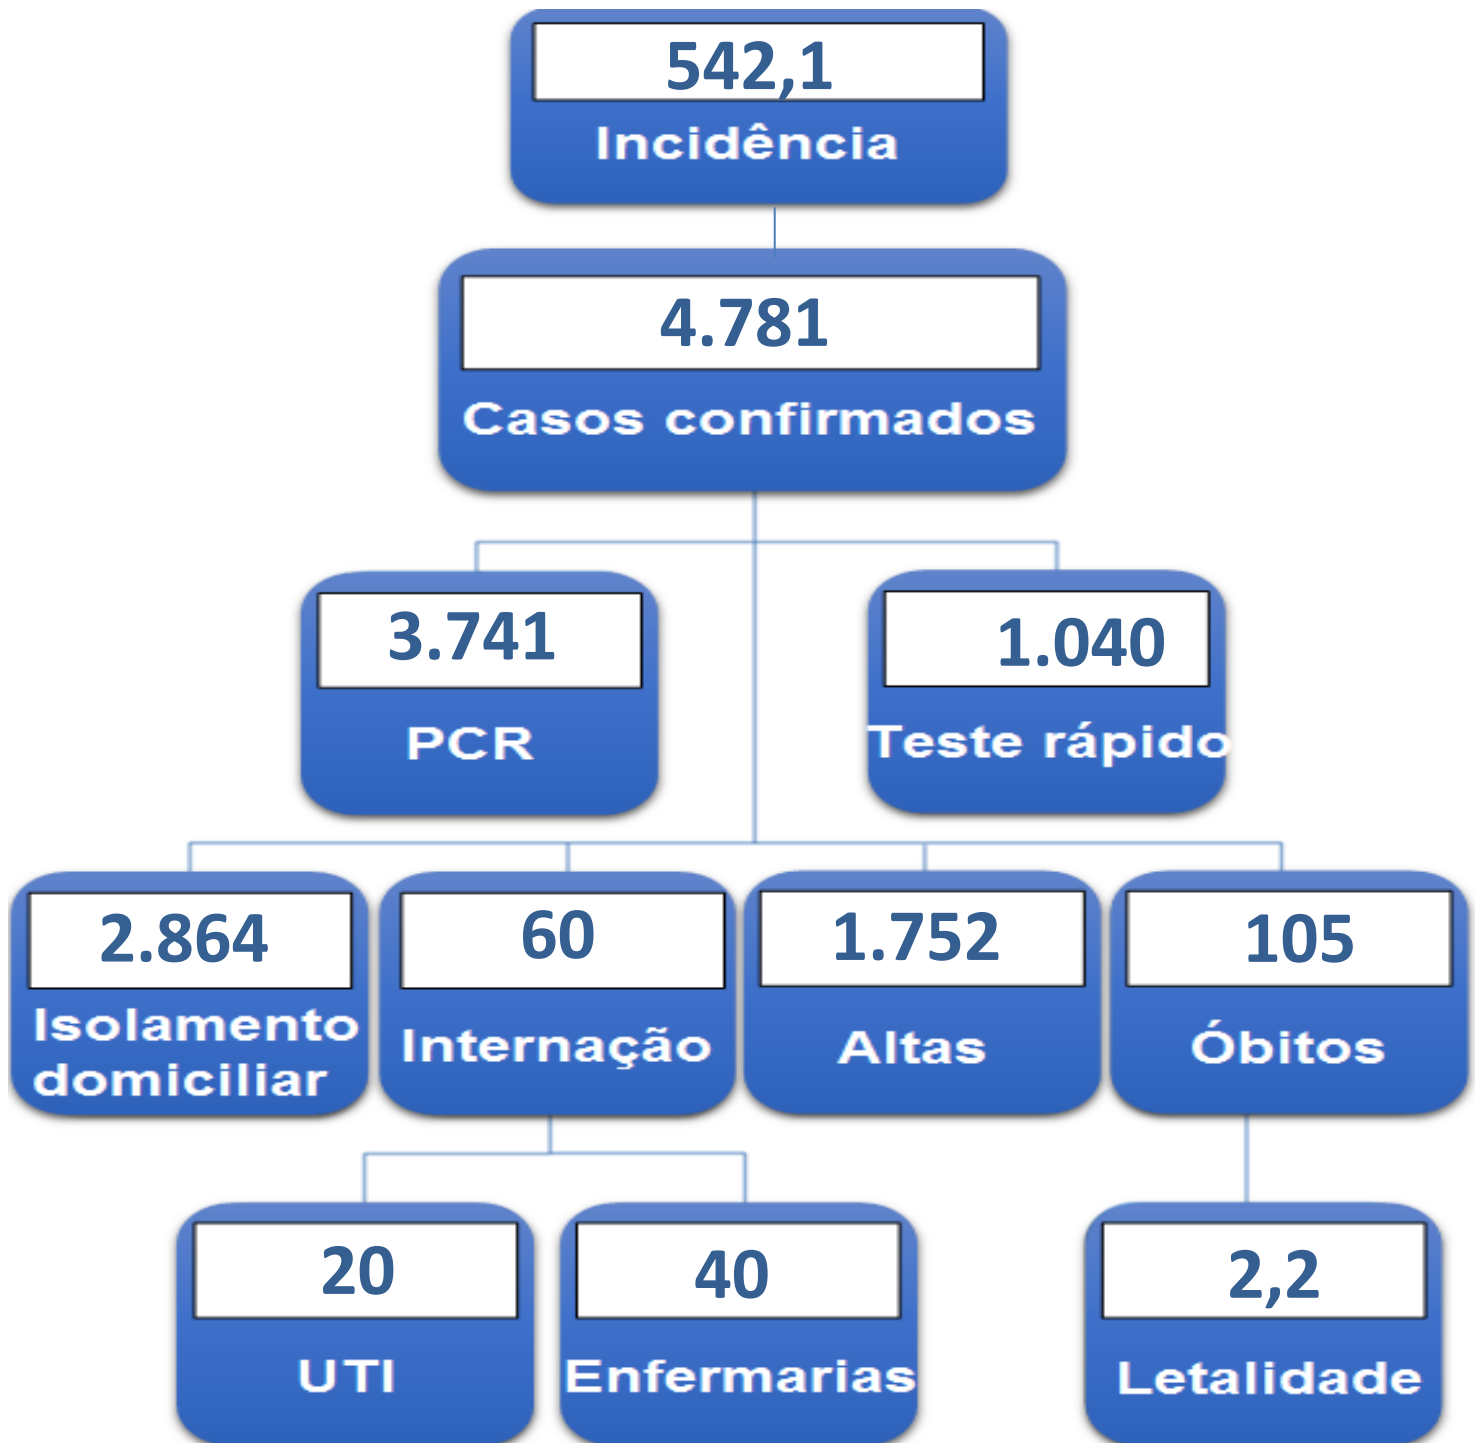 542,1
Incidência
4.781
Casos confirmados
3.741
PCR
1.040
Teste rápido
2.864
Isolamento
domiciliar
60
Internação
1.752
Altas
105
Óbitos
20
UTI
40
Enfermarias
2,2
Letalidade